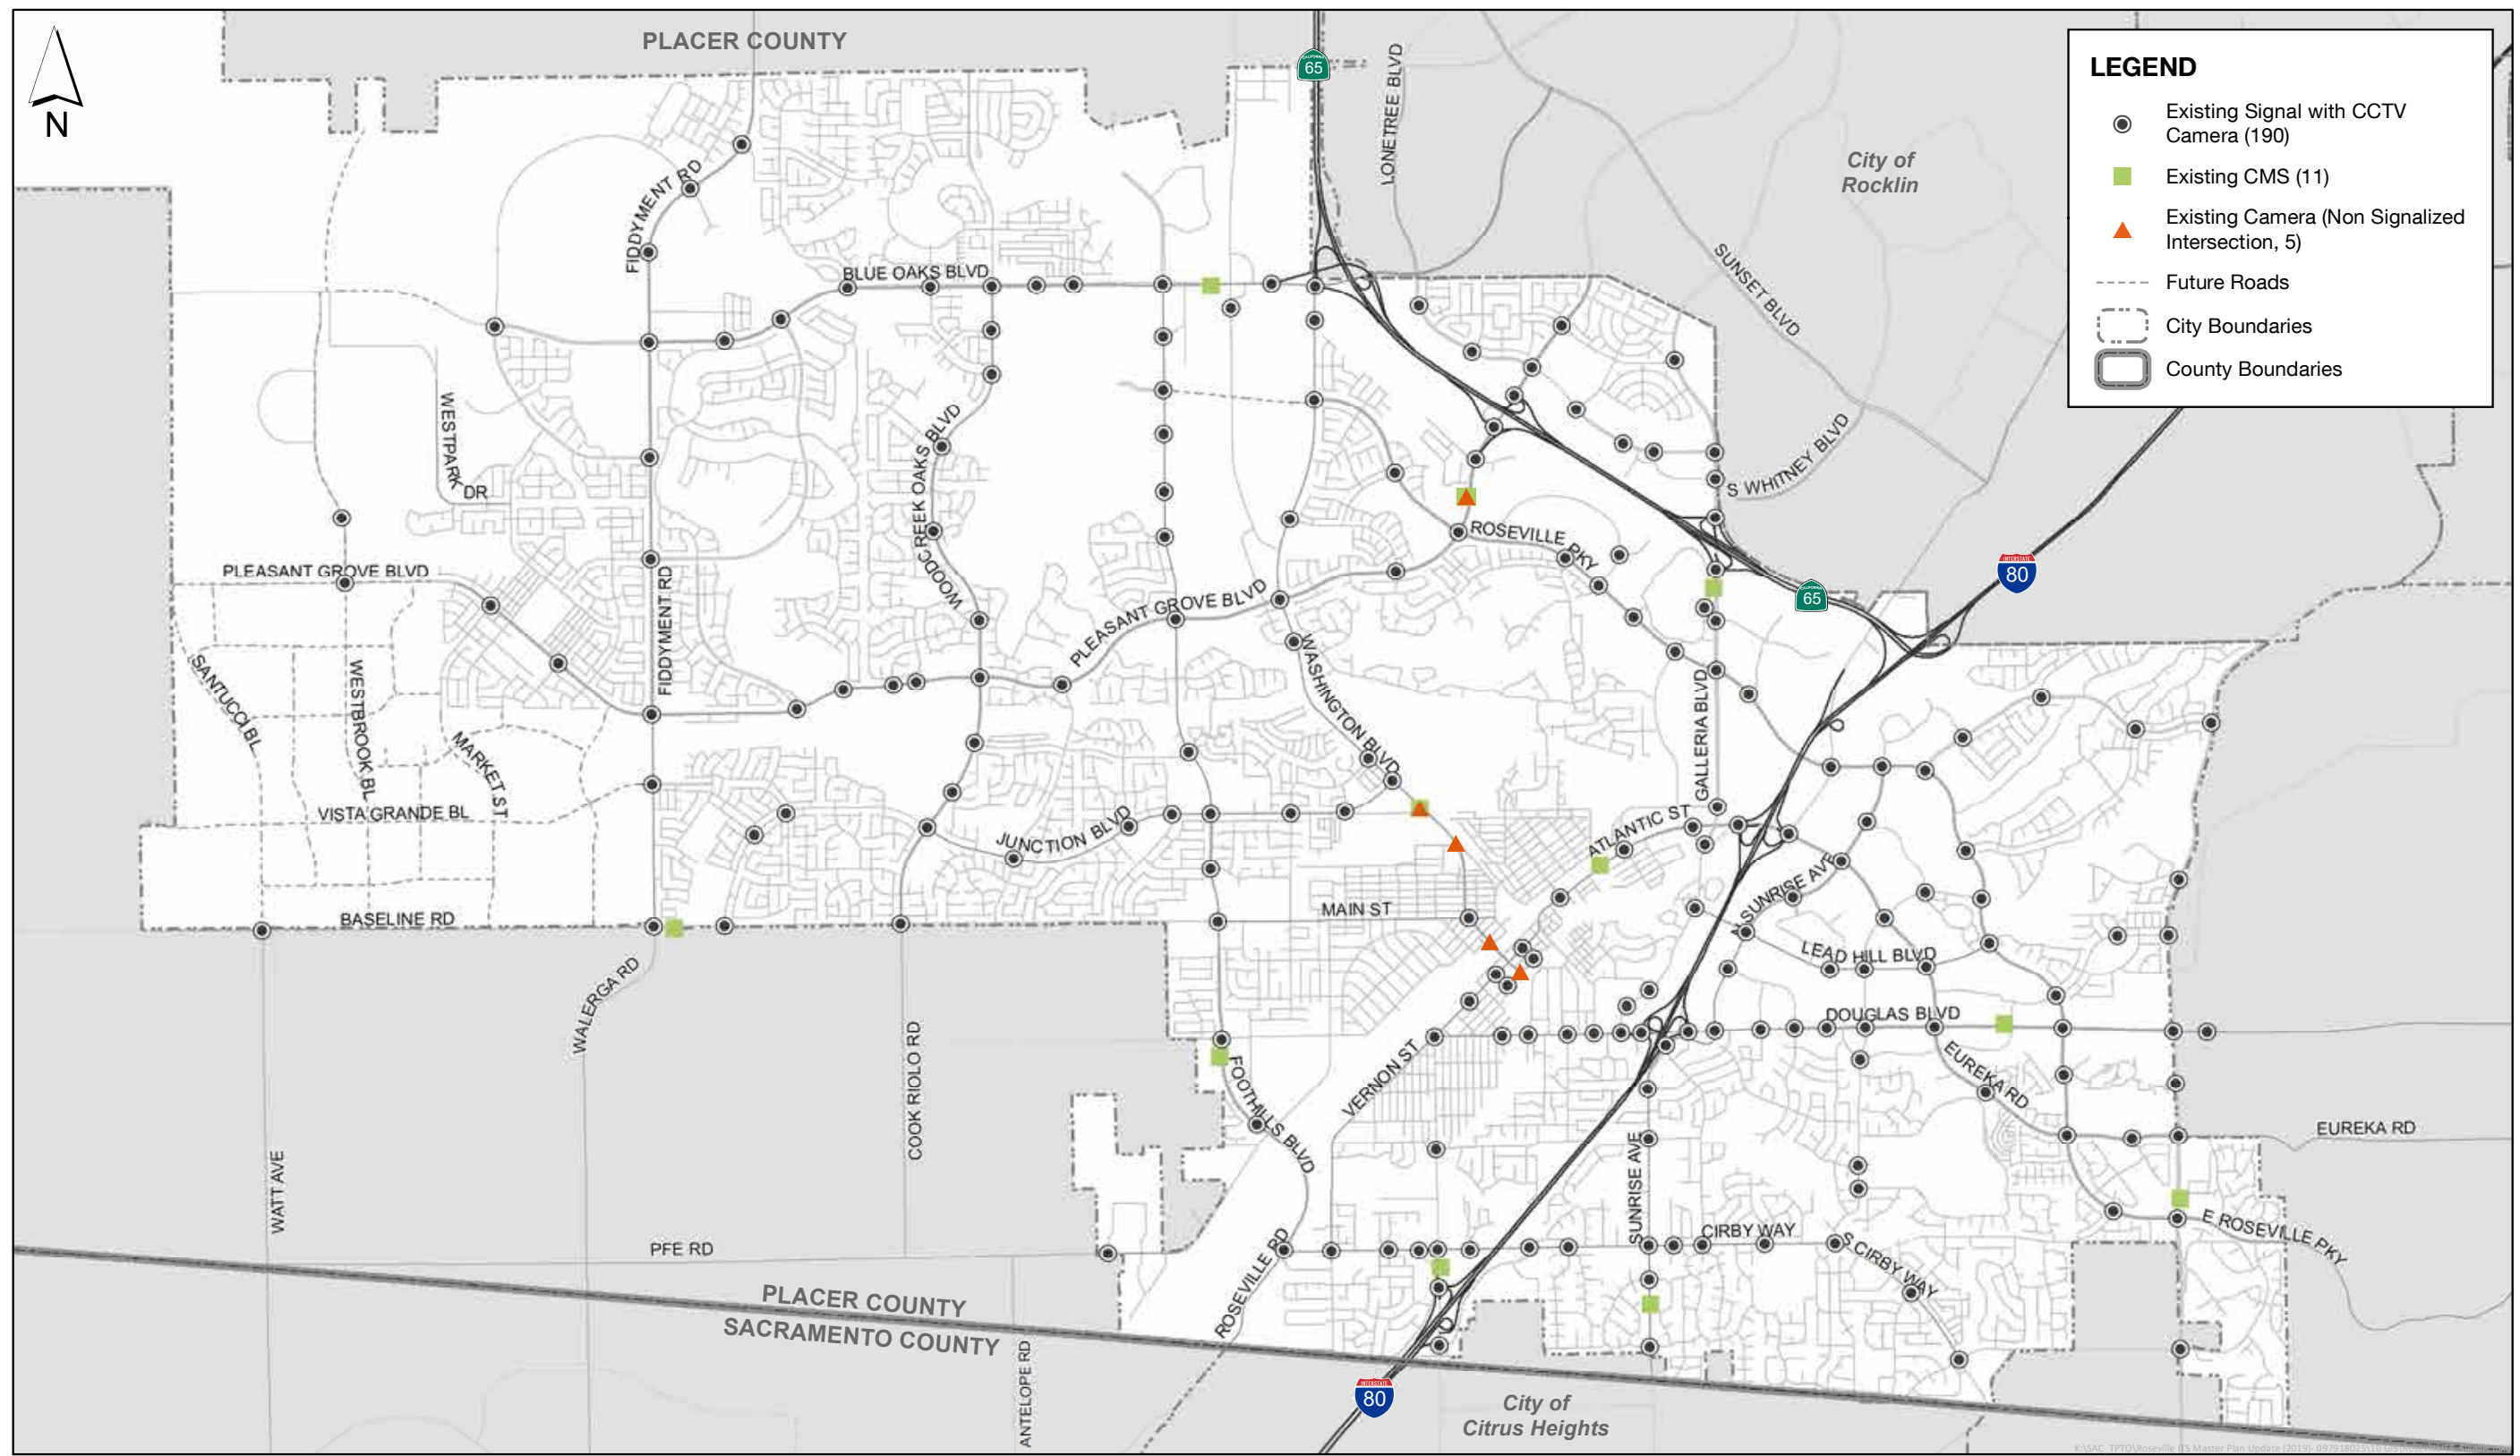 PLACER COUNTY
N
CALIFORNIA
65
LONETREE BLVD
City of
Rocklin
LEGEND
Existing Signal with CCTV
Camera (190)
Existing CMS (11)
Existing Camera (Non Signalized
Intersection, 5)
Future Roads
City Boundaries
County Boundaries
FIDDYMENT RD
BLUE OAKS BLVD
SUNSET BLVD
WESTPARK DR
WOODCREEK OAKS BLVD
S WHITNEY BLVD
ROSEVILLE PKY
PLEASANT GROVE BLVD
FIDDYMENT RD
PLEASANT GROVE BLVD
INTERSTATE
80
CALIFORNIA
65
SANTUCCI BL
WESTBROOK BL
MARKET ST
WASHINGTON BLVD
GALLERIA BLVD
VISTA GRANDE BL
JUNCTION BLVD
ATLANTIC ST
SUNRISE AVE
BASELINE RD
MAIN ST
LEAD HILL BLVD
WALERGA RD
DOUGLAS BLVD
COOK RIOLO RD
FOOTHILLS BLVD
VERNON ST
EUREKA RD
EUREKA RD
WATT AVE
SUNRISE AVE
PFE RD
ROSEVILLE RD
CIRBY WAY
S CIRBY WAY
E ROSEVILLE PKY
PLACER COUNTY
SACRAMENTO COUNTY
ANTELOPE RD
INTERSTATE
80
City of
Citrus Heights